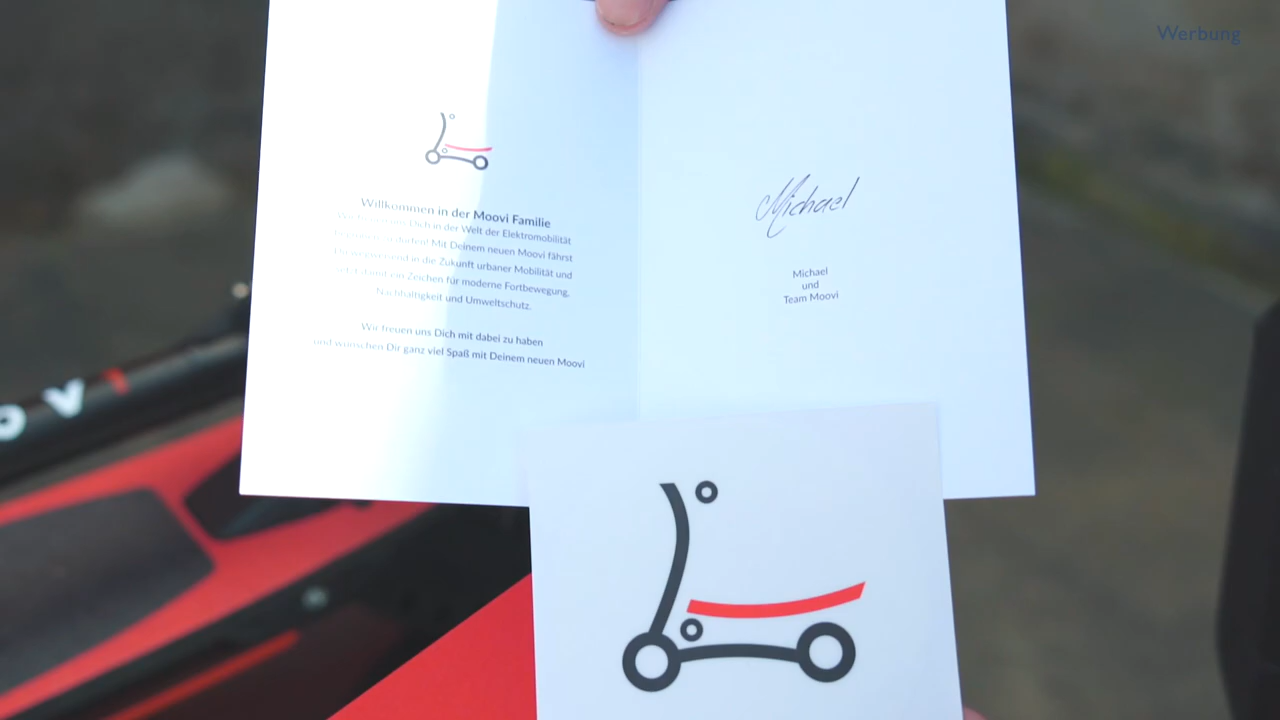 Werbung
Willkommen in der Moovi Familie
Dich in der Welt der Elektromobilität
Mit Deinem neuen Moovi fährst
in die Zukunft urbaner Mobilität und
ein Zeichen für moderne Fortbewegung,
Nachhaltigkeit und Umweltschutz.
Wir freuen uns Dich mit dabei zu haben
und wünschen Dir ganz viel Spaß mit Deinem neuen Moovi
Michael
Michael
und
Team Moovi